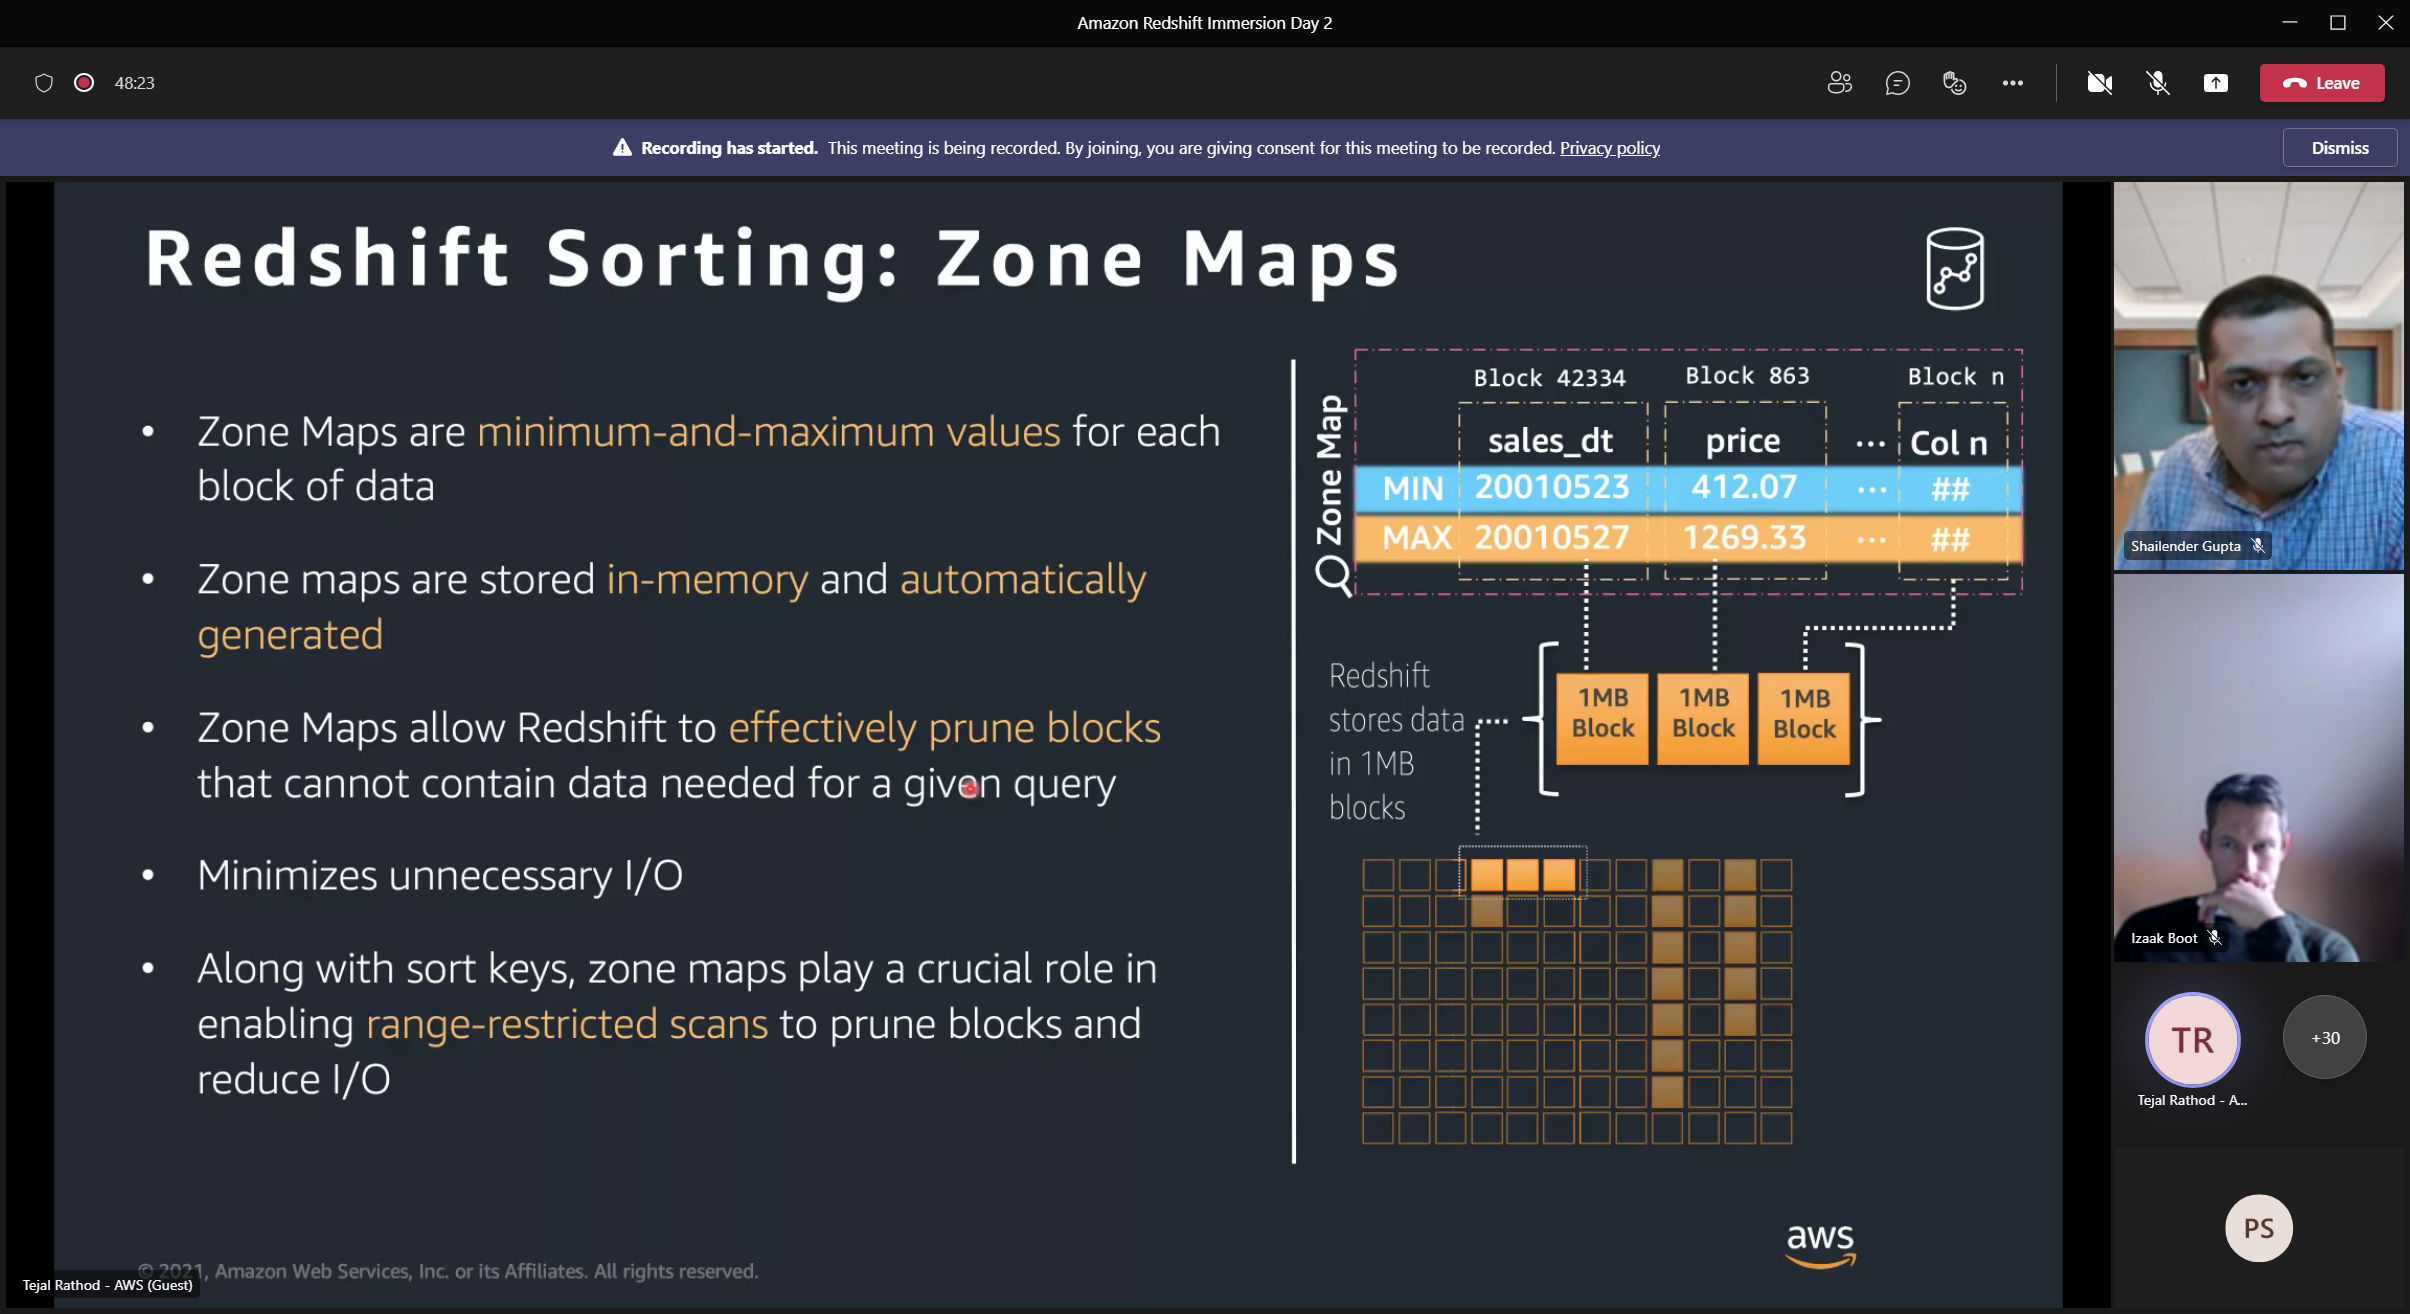 Amazon Redshift Immersion Day 2
48:23
Leave
Recording has started. This meeting is being recorded. By joining, you are giving consent for this meeting to be recorded. Privacy policy
Dismiss
Redshift Sorting: Zone Maps
• Zone Maps are minimum-and-maximum values for each
block of data
• Zone maps are stored in-memory and automatically
generated
• Zone Maps allow Redshift to effectively prune blocks
that cannot contain data needed for a given query
• Minimizes unnecessary I/O
• Along with sort keys, zone maps play a crucial role in
enabling range-restricted scans to prune blocks and
reduce I/O
Zone Map
Block 42334 Block 863 Block n
sales_dt price ... Col n
MIN 20010523 412.07 ... ##
MAX 20010527 1269.33 ... ##
Redshift
stores data
in 1MB
blocks
1MB
Block
1MB
Block
1MB
Block
aws
© 2021, Amazon Web Services, Inc. or its Affiliates. All rights reserved.
Tejal Rathod - AWS (Guest)
Shailender Gupta
Izaak Boot
TR
+30
Tejal Rathod - A...
PS